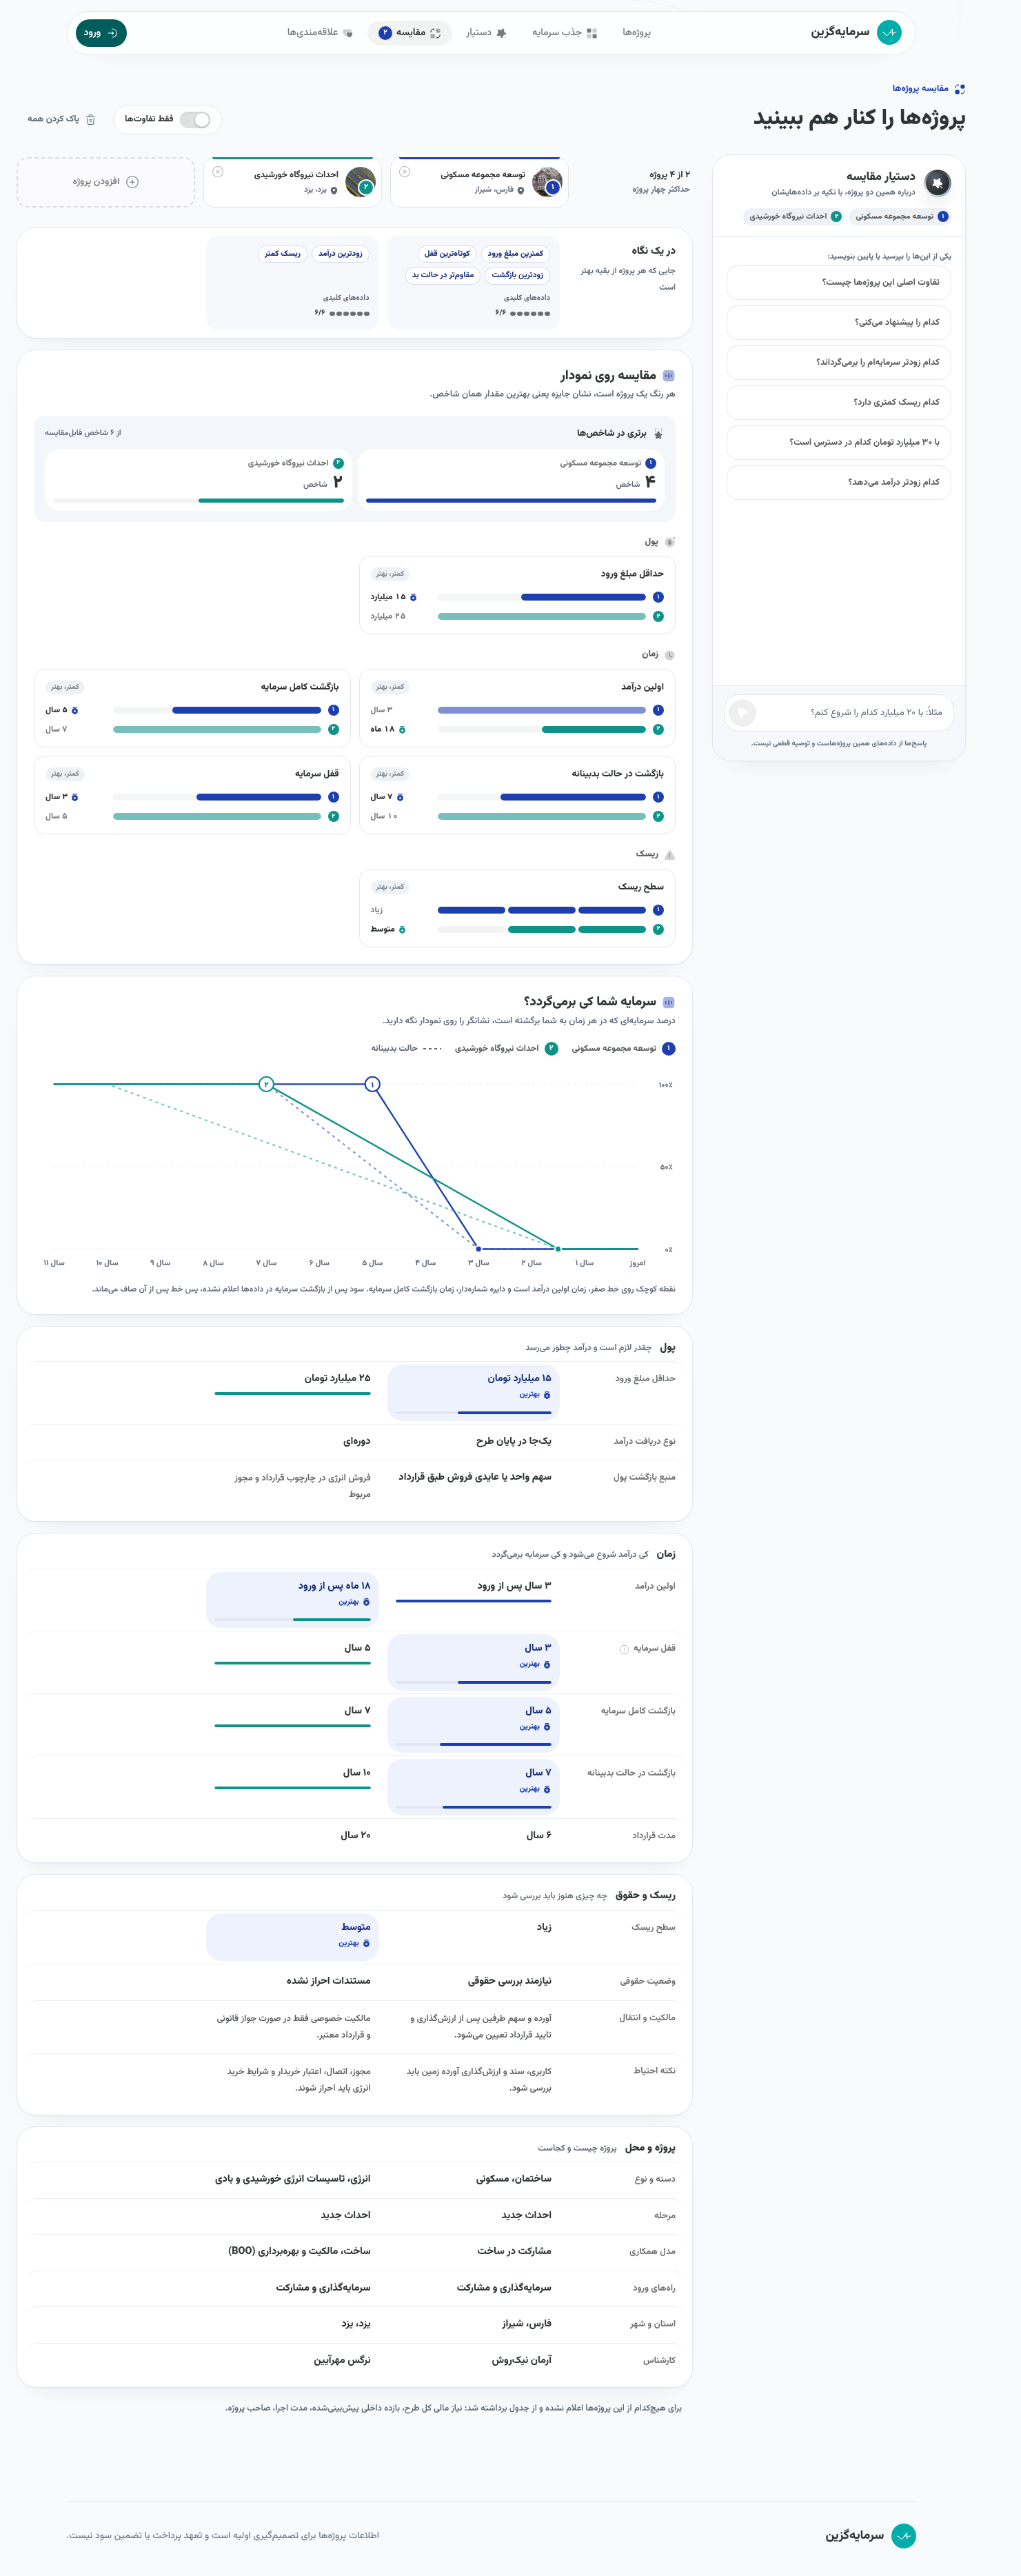 سرمایه‌گزین
پروژه‌ها
جذب سرمایه
دستیار
مقایسه ۲
علاقه‌مندی‌ها
ورود
مقایسه پروژه‌ها
پروژه‌ها را کنار هم ببینید
فقط تفاوت‌ها
پاک کردن همه
دستیار مقایسه
درباره همین دو پروژه، با تکیه بر داده‌هایشان
۱ توسعه مجموعه مسکونی
۲ احداث نیروگاه خورشیدی
یکی از این‌ها را بپرسید یا پایین بنویسید:
تفاوت اصلی این پروژه‌ها چیست؟
کدام را پیشنهاد می‌کنی؟
کدام زودتر سرمایه‌ام را برمی‌گرداند؟
کدام ریسک کمتری دارد؟
با ۳۰ میلیارد تومان کدام در دسترس است؟
کدام زودتر درآمد می‌دهد؟
مثلاً: با ۲۰ میلیارد کدام را شروع کنم؟
پاسخ‌ها از داده‌های همین پروژه‌هاست و توصیه قطعی نیست.
۲ از ۴ پروژه
حداکثر چهار پروژه
۱
توسعه مجموعه مسکونی
فارس، شیراز
۲
احداث نیروگاه خورشیدی
یزد، یزد
افزودن پروژه
در یک نگاه
جایی که هر پروژه از بقیه بهتر
است
کمترین مبلغ ورود
کوتاه‌ترین قفل
زودترین بازگشت
مقاوم‌تر در حالت بد
داده‌های کلیدی
۶/۶
زودترین درآمد
ریسک کمتر
داده‌های کلیدی
۶/۶
مقایسه روی نمودار
هر رنگ یک پروژه است، نشان جایزه یعنی بهترین مقدار همان شاخص.
برتری در شاخص‌ها
از ۶ شاخص قابل‌مقایسه
۱ توسعه مجموعه مسکونی
۴ شاخص
۲ احداث نیروگاه خورشیدی
۲ شاخص
پول
حداقل مبلغ ورود
کمتر، بهتر
۱ ۱۵ میلیارد
۲ ۲۵ میلیارد
زمان
اولین درآمد
کمتر، بهتر
۱ ۳ سال
۲ ۱۸ ماه
بازگشت کامل سرمایه
کمتر، بهتر
۱ ۵ سال
۲ ۷ سال
بازگشت در حالت بدبینانه
کمتر، بهتر
۱ ۷ سال
۲ ۱۰ سال
قفل سرمایه
کمتر، بهتر
۱ ۳ سال
۲ ۵ سال
ریسک
سطح ریسک
کمتر، بهتر
۱ زیاد
۲ متوسط
سرمایه شما کی برمی‌گردد؟
درصد سرمایه‌ای که در هر زمان به شما برگشته است، نشانگر را روی نمودار نگه دارید.
۱ توسعه مجموعه مسکونی
۲ احداث نیروگاه خورشیدی
حالت بدبینانه
۱۰۰٪
۱
۲
۵۰٪
۰٪
امروز
سال ۱
سال ۲
سال ۳
سال ۴
سال ۵
سال ۶
سال ۷
سال ۸
سال ۹
سال ۱۰
سال ۱۱
نقطه کوچک روی خط صفر، زمان اولین درآمد است و دایره شماره‌دار، زمان بازگشت کامل سرمایه. سود پس از بازگشت سرمایه در داده‌ها اعلام نشده، پس خط پس از آن صاف می‌ماند.
پول چقدر لازم است و درآمد چطور می‌رسد
حداقل مبلغ ورود
۱۵ میلیارد تومان
بهترین
۲۵ میلیارد تومان
نوع دریافت درآمد
یک‌جا در پایان طرح
دوره‌ای
منبع بازگشت پول
سهم واحد یا عایدی فروش طبق قرارداد
فروش انرژی در چارچوب قرارداد و مجوز
مربوط
زمان کی درآمد شروع می‌شود و کی سرمایه برمی‌گردد
اولین درآمد
۳ سال پس از ورود
۱۸ ماه پس از ورود
بهترین
قفل سرمایه
۳ سال
بهترین
۵ سال
بازگشت کامل سرمایه
۵ سال
بهترین
۷ سال
بازگشت در حالت بدبینانه
۷ سال
بهترین
۱۰ سال
مدت قرارداد
۶ سال
۲۰ سال
ریسک و حقوق چه چیزی هنوز باید بررسی شود
سطح ریسک
زیاد
متوسط
بهترین
وضعیت حقوقی
نیازمند بررسی حقوقی
مستندات احراز نشده
مالکیت و انتقال
آورده و سهم طرفین پس از ارزش‌گذاری و
تایید قرارداد تعیین می‌شود.
مالکیت خصوصی فقط در صورت جواز قانونی
و قرارداد معتبر.
نکته احتیاط
کاربری، سند و ارزش‌گذاری آورده زمین باید
بررسی شود.
مجوز، اتصال، اعتبار خریدار و شرایط خرید
انرژی باید احراز شوند.
پروژه و محل پروژه چیست و کجاست
دسته و نوع
ساختمان، مسکونی
انرژی، تاسیسات انرژی خورشیدی و بادی
مرحله
احداث جدید
احداث جدید
مدل همکاری
مشارکت در ساخت
ساخت، مالکیت و بهره‌برداری (BOO)
راه‌های ورود
سرمایه‌گذاری و مشارکت
سرمایه‌گذاری و مشارکت
استان و شهر
فارس، شیراز
یزد، یزد
کارشناس
آرمان نیک‌روش
نرگس مهرآیین
برای هیچ‌کدام از این پروژه‌ها اعلام نشده و از جدول برداشته شد: نیاز مالی کل طرح، بازده داخلی پیش‌بینی‌شده، مدت اجرا، صاحب پروژه.
سرمایه‌گزین
اطلاعات پروژه‌ها برای تصمیم‌گیری اولیه است و تعهد پرداخت یا تضمین سود نیست.